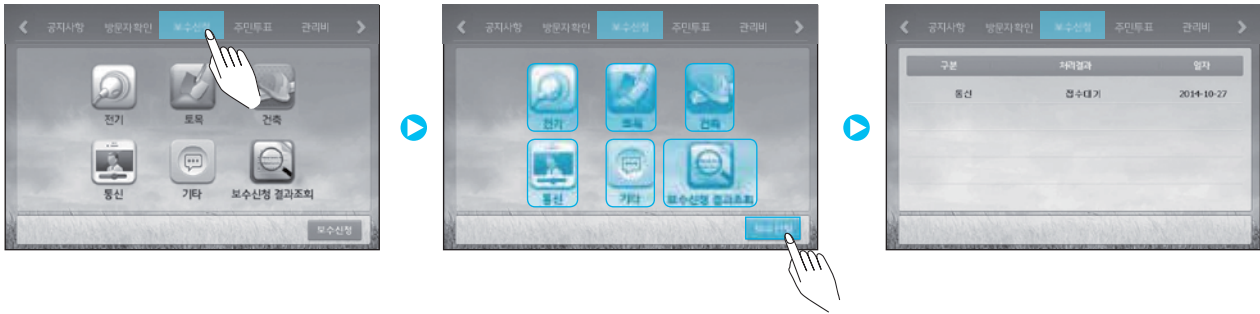 공지사항 방문자 확인 보수신청 주민투표 관리비
전기 토목 건축
통신 기타 보수신청 결과조회
보수신청
공지사항 방문자 확인 보수신청 주민투표 관리비
전기 토목 건축
통신 기타 보수신청 결과조회
보수신청
공지사항 방문자 확인 보수신청 주민투표 관리비
구분 처리결과 일자
통신 접수대기 2014-10-27